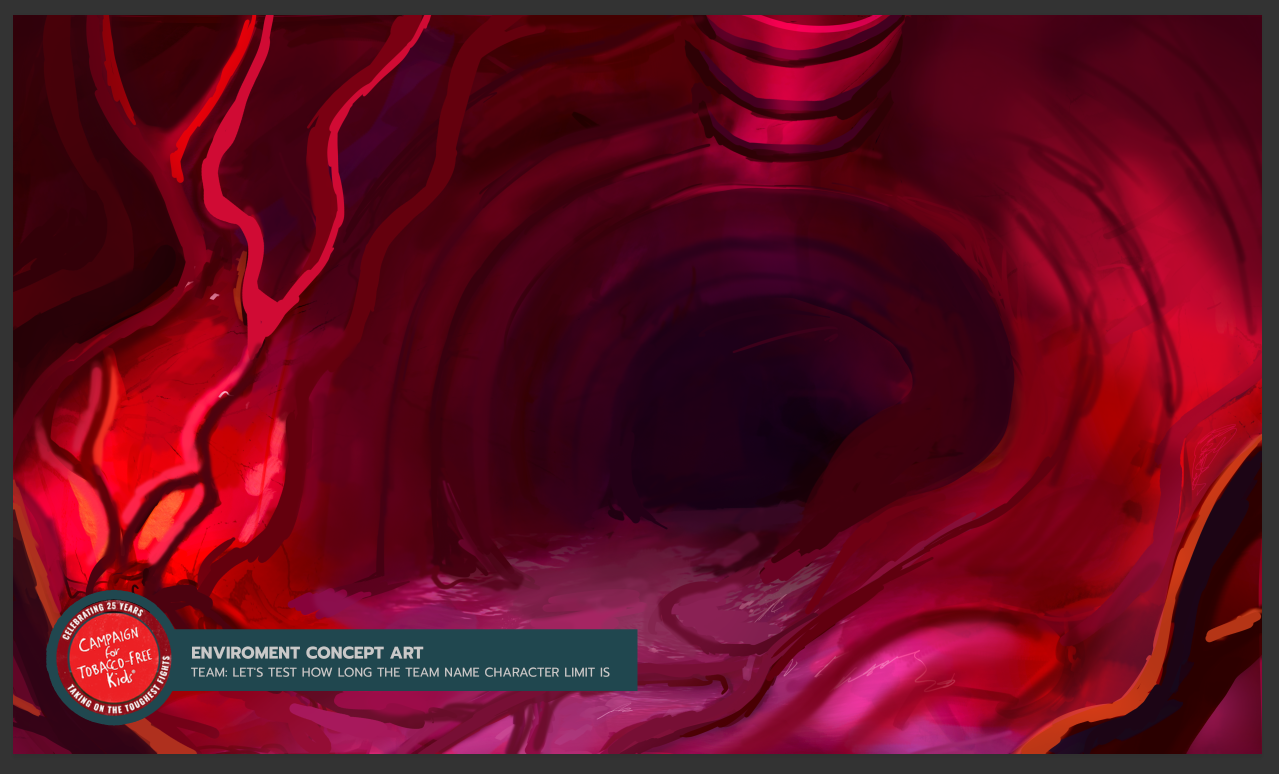 CELEBRATING 25 YEARS
CAMPAIGN
for
TOBACCO-FREE
Kids®
TAKING ON THE TOUGHEST FIGHTS
ENVIROMENT CONCEPT ART
TEAM: LET'S TEST HOW LONG THE TEAM NAME CHARACTER LIMIT IS